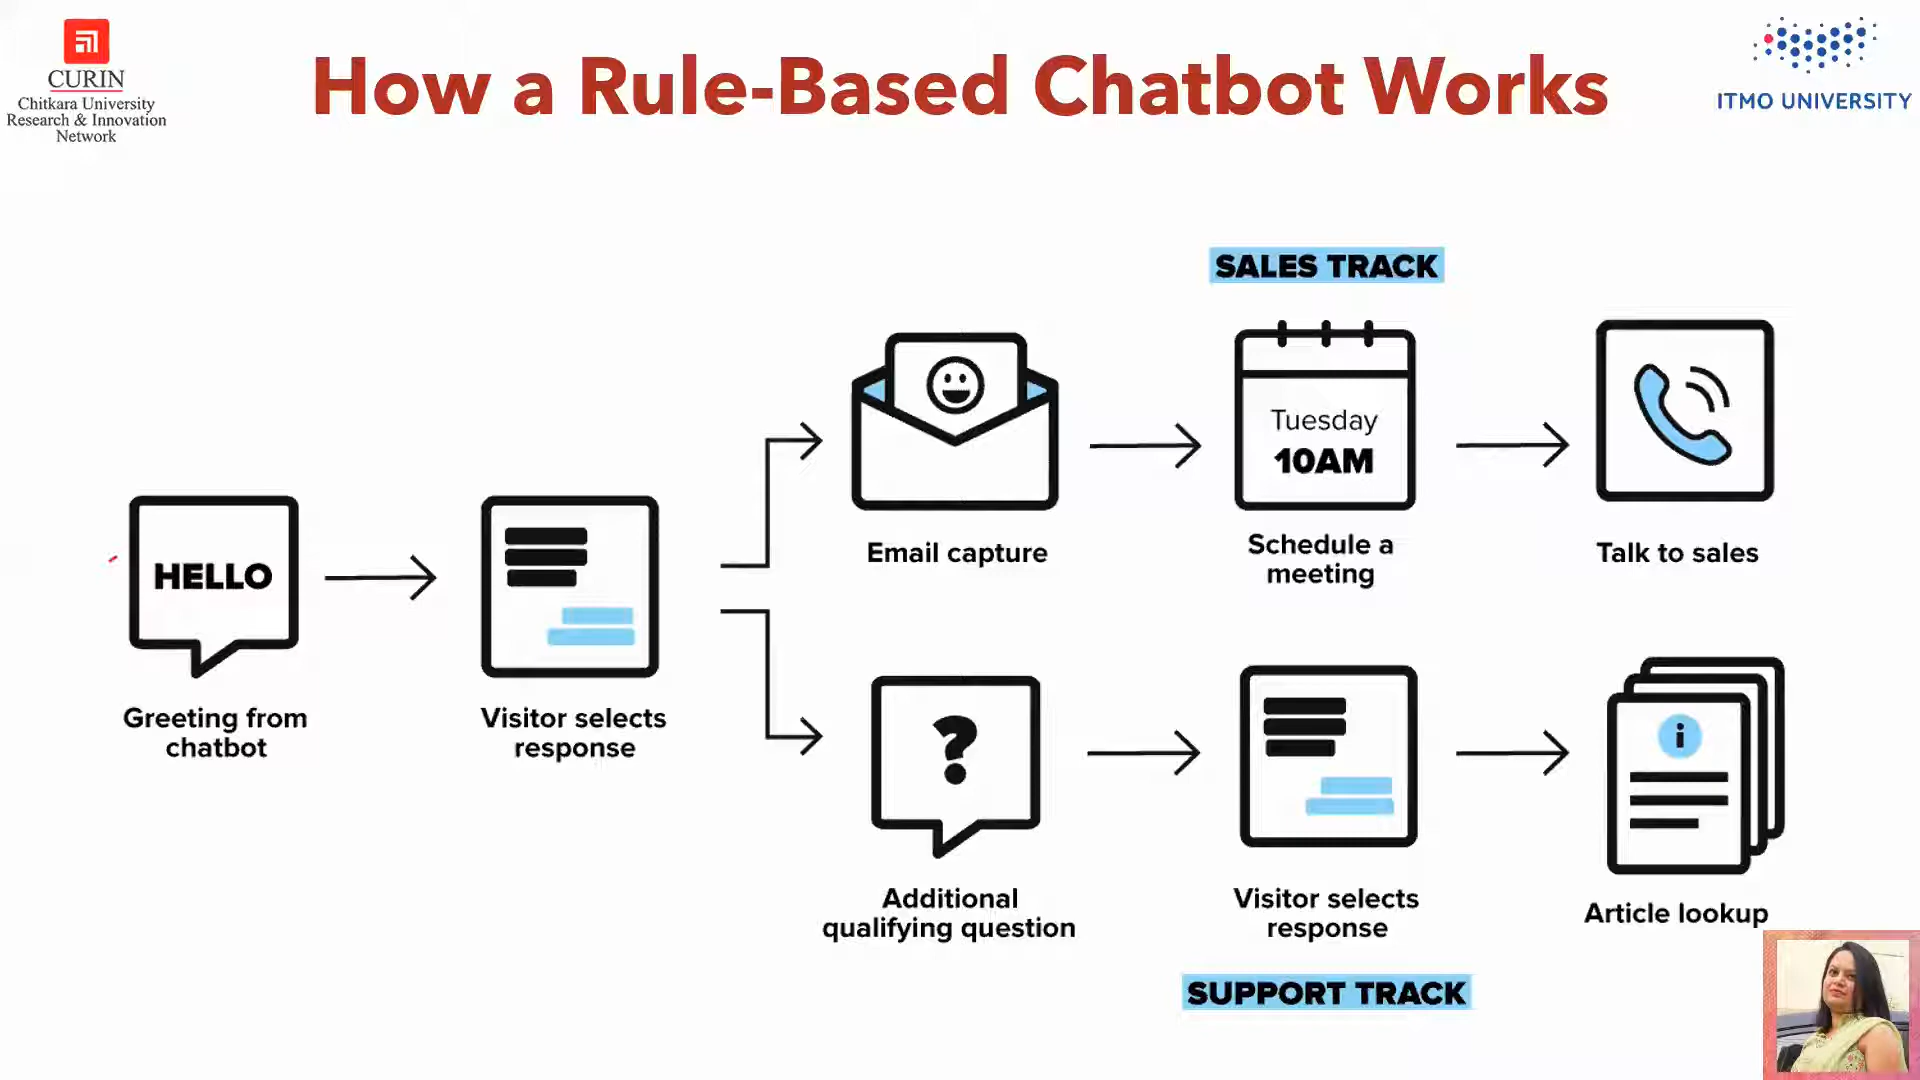 CURIN
Chitkara University
Research & Innovation
Network
How a Rule-Based Chatbot Works
ITMO UNIVERSITY
SALES TRACK
Tuesday
10AM
Email capture
Schedule a
meeting
Talk to sales
HELLO
Greeting from
chatbot
Visitor selects
response
?
Additional
qualifying question
Visitor selects
response
i
Article lookup
SUPPORT TRACK